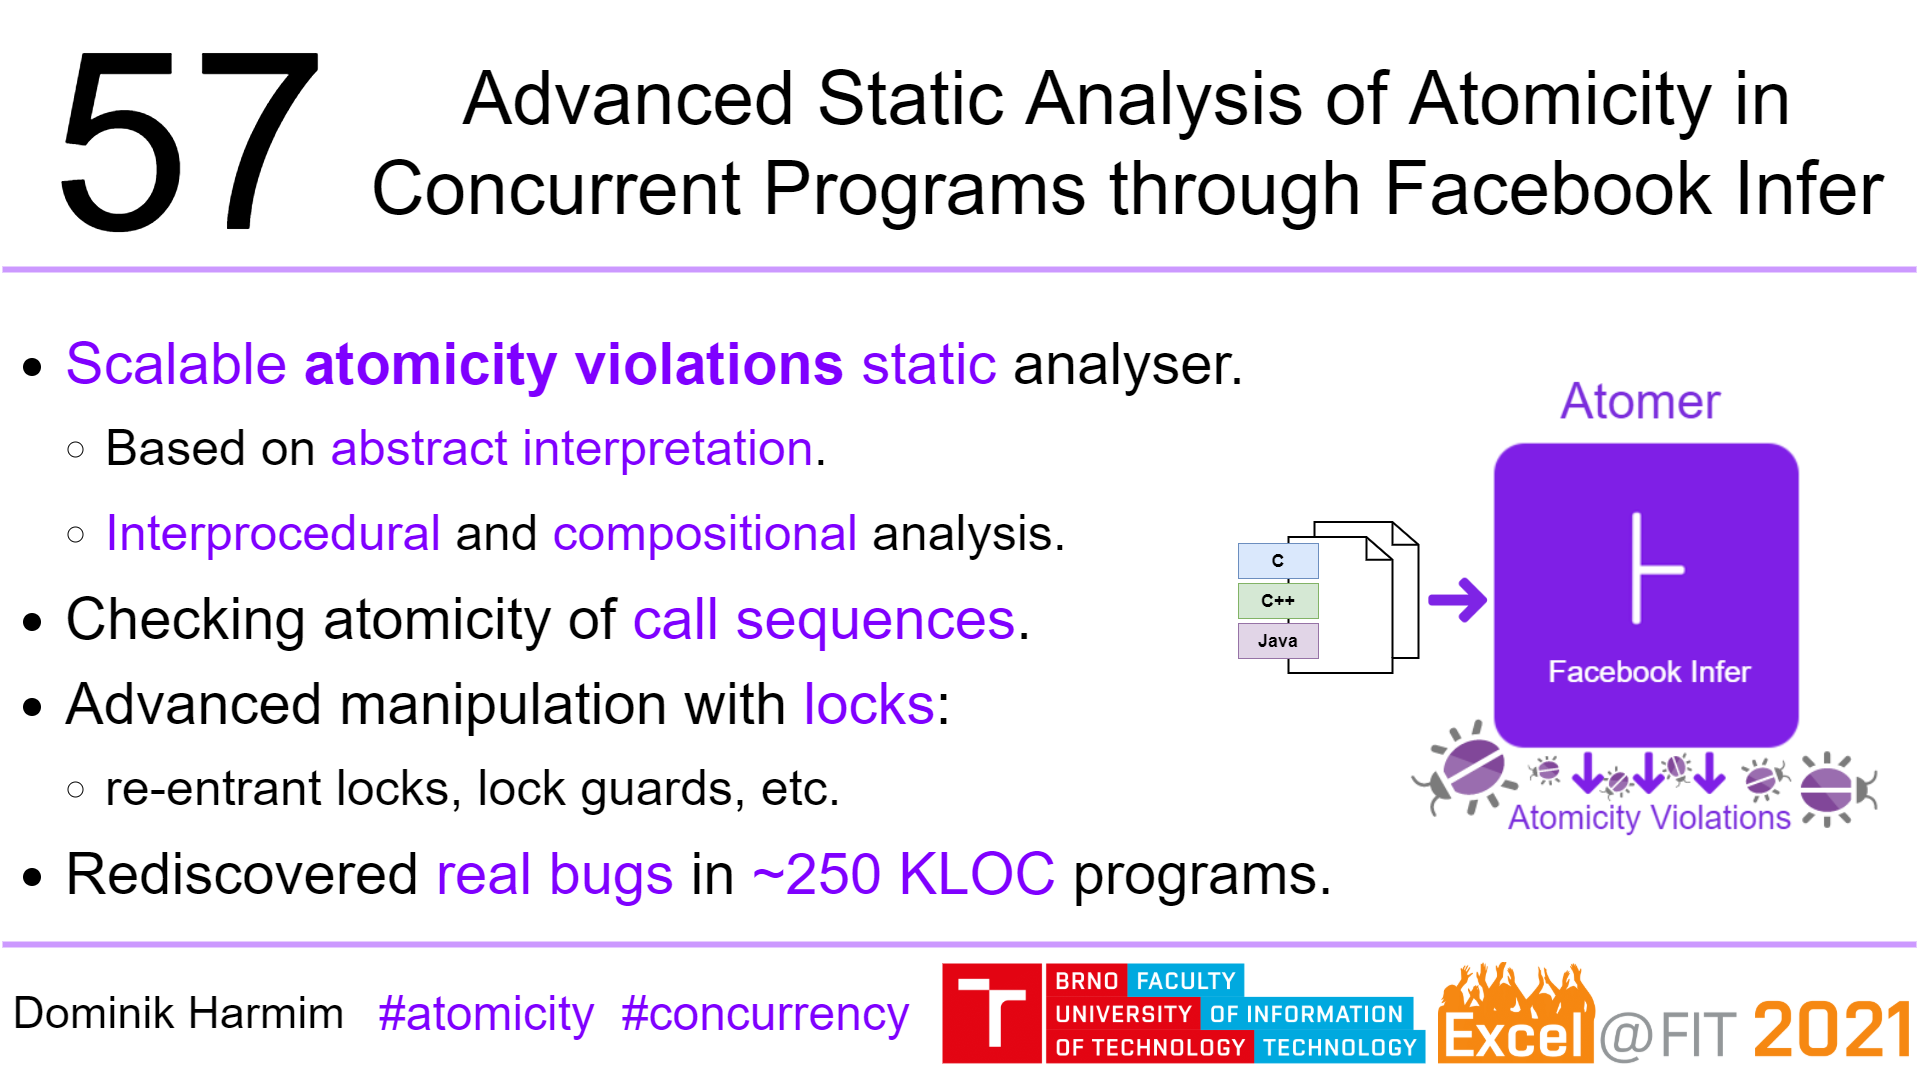 57
Advanced Static Analysis of Atomicity in
Concurrent Programs through Facebook Infer
Scalable atomicity violations static analyser.
Based on abstract interpretation.
Interprocedural and compositional analysis.
Checking atomicity of call sequences.
Advanced manipulation with locks:
re-entrant locks, lock guards, etc.
Rediscovered real bugs in ~250 KLOC programs.
Atomer
C
C++
Java
Facebook Infer
Atomicity Violations
Dominik Harmim #atomicity #concurrency
BRNO FACULTY
UNIVERSITY OF INFORMATION
OF TECHNOLOGY TECHNOLOGY
Excel@FIT 2021